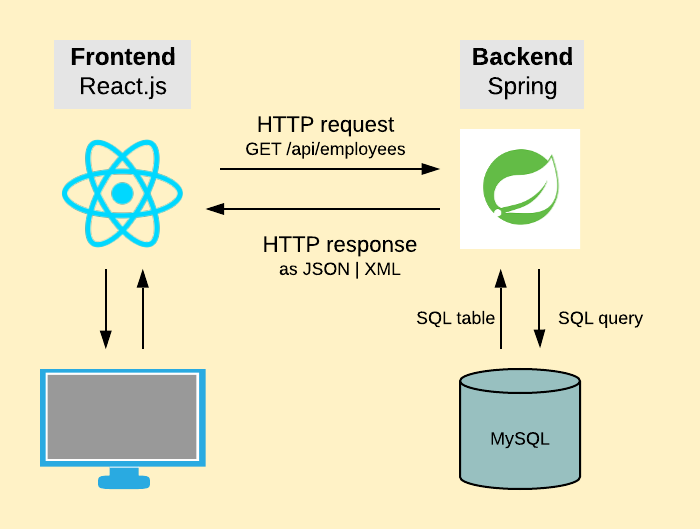 Frontend
React.js
Backend
Spring
HTTP request
GET /api/employees
HTTP response
as JSON | XML
SQL table
SQL query
MySQL